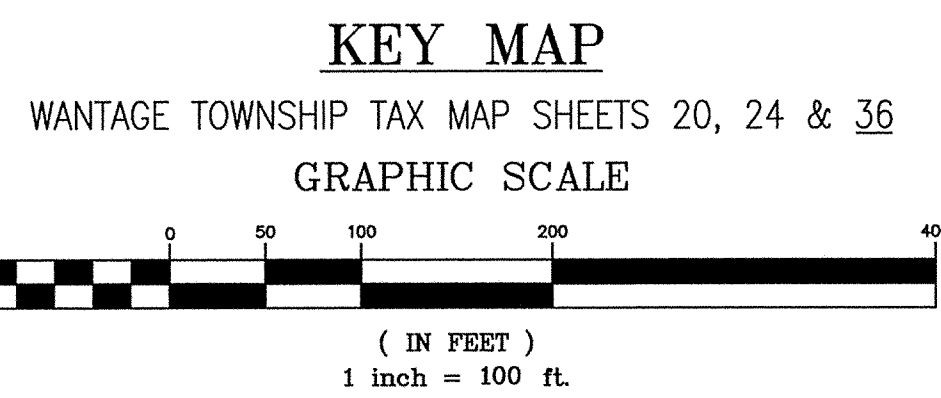 KEY MAP
WANTAGE TOWNSHIP TAX MAP SHEETS 20, 24 & 36
GRAPHIC SCALE
0 50 100 200 40
( IN FEET )
1 inch = 100 ft.